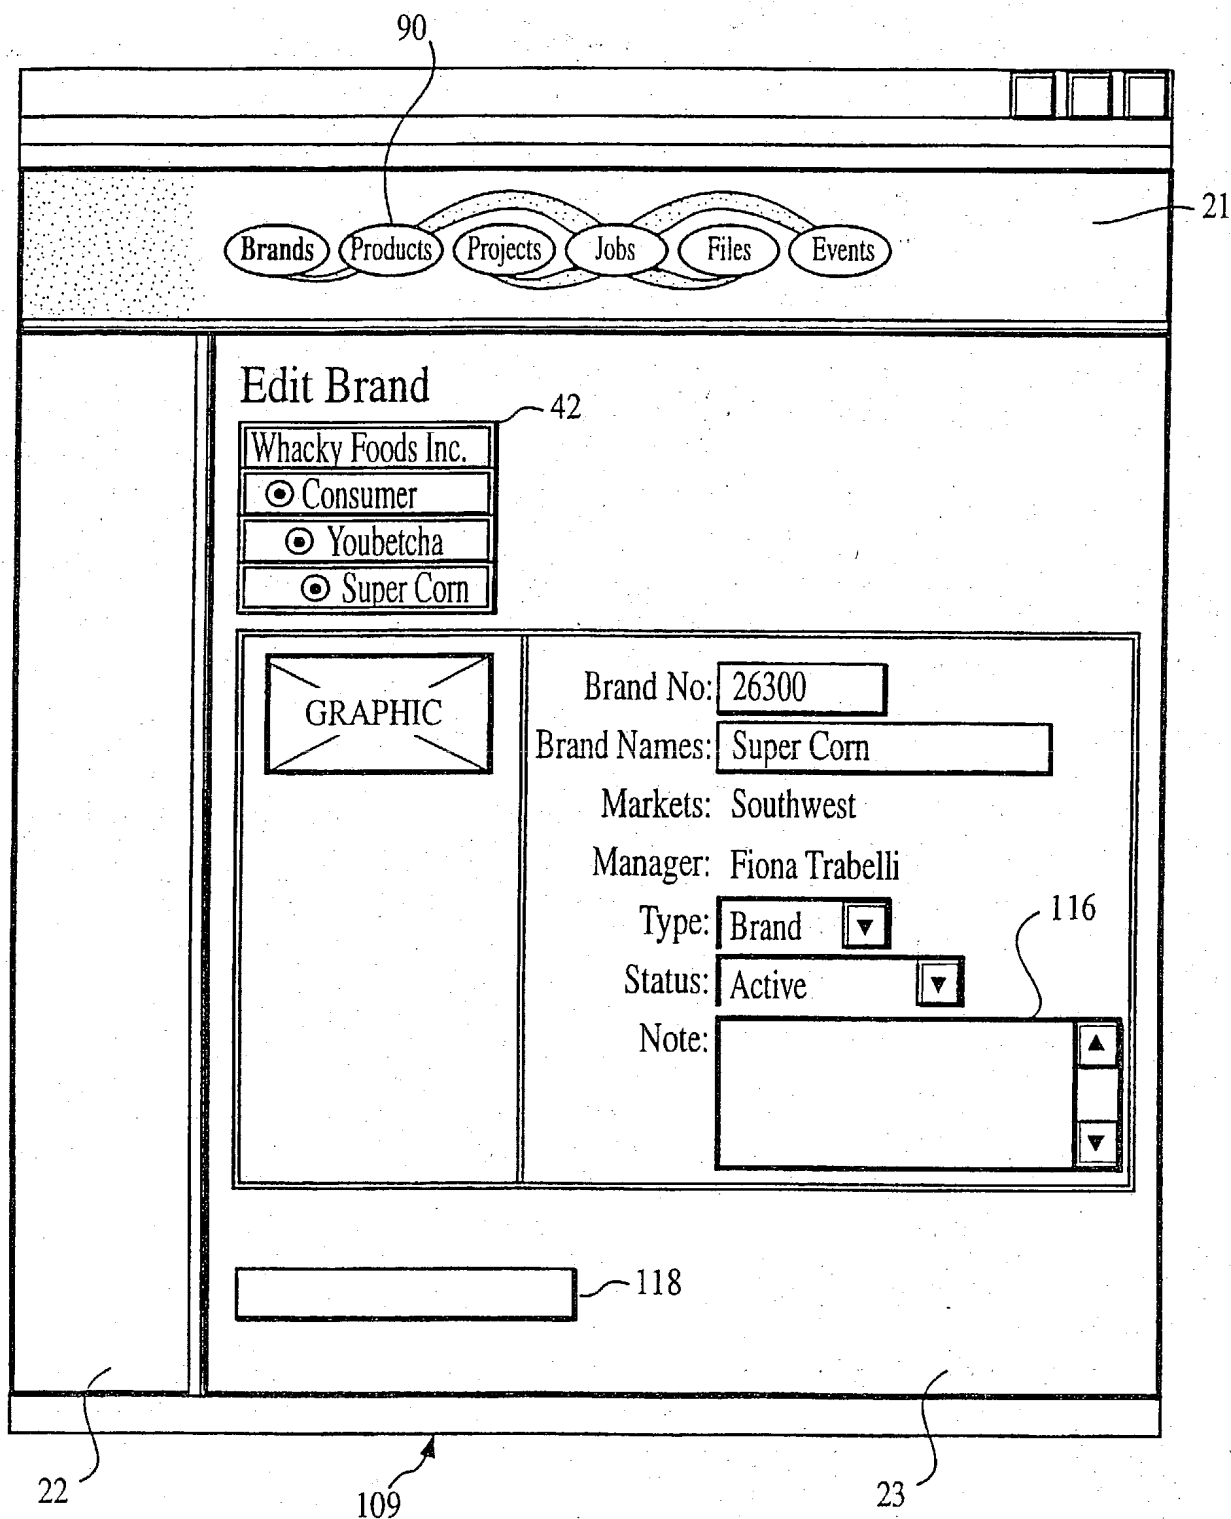 90
21
Brands Products Projects Jobs Files Events
Edit Brand
42
Whacky Foods Inc.
Consumer
Youbetcha
Super Corn
GRAPHIC
Brand No: 26300
Brand Names: Super Corn
Markets: Southwest
Manager: Fiona Trabelli
Type: Brand
116
Status: Active
Note:
118
22
109
23